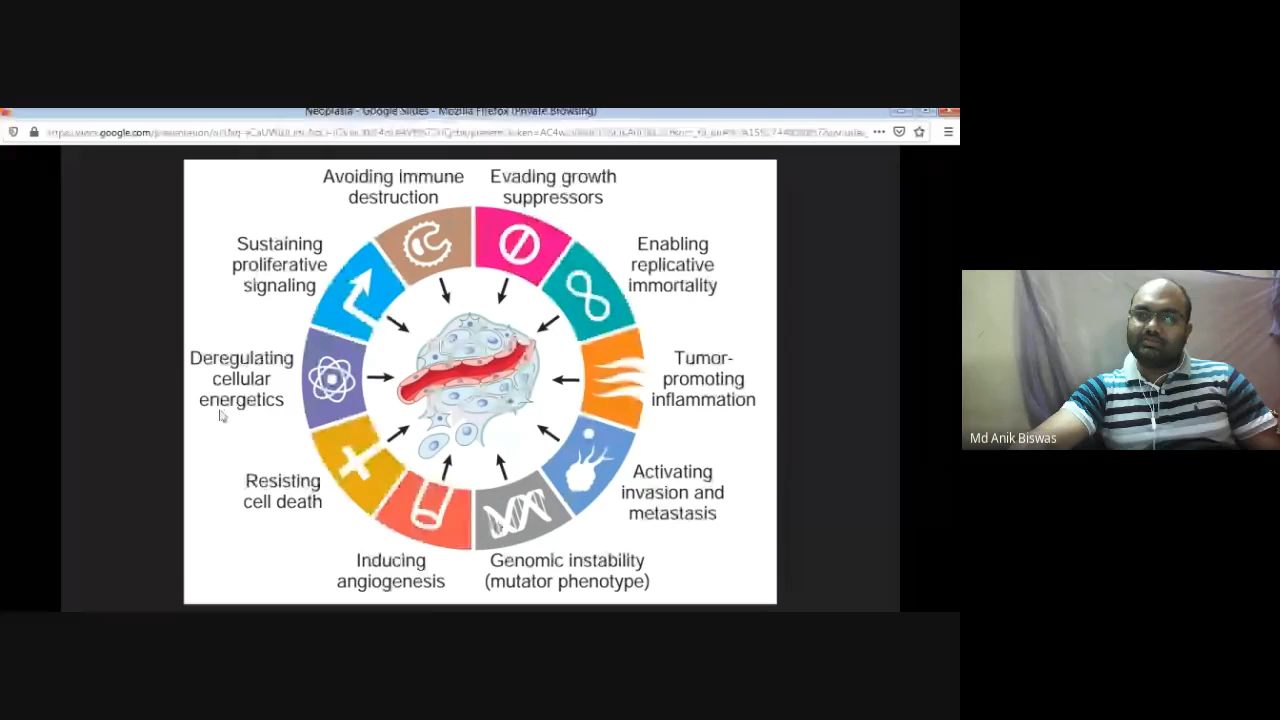 Neoplasia - Google Slides - Mozilla Firefox (Private Browsing)
google.com
Avoiding immune
destruction
Evading growth
suppressors
Sustaining
proliferative
signaling
Enabling
replicative
immortality
Deregulating
cellular
energetics
Tumor-
promoting
inflammation
Resisting
cell death
Activating
invasion and
metastasis
Inducing
angiogenesis
Genomic instability
(mutator phenotype)
Md Anik Biswas